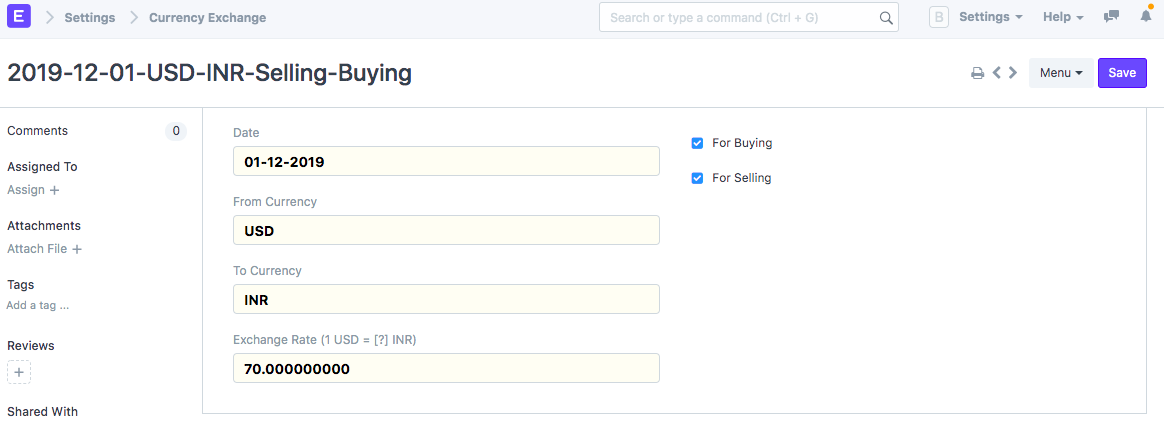 E Settings Currency Exchange Search or type a command (Ctrl + G) B Settings Help
2019-12-01-USD-INR-Selling-Buying Menu Save
Comments 0
Assigned To
Assign +
Attachments
Attach File +
Tags
Add a tag ...
Reviews
+
Shared With
Date
01-12-2019
From Currency
USD
To Currency
INR
Exchange Rate (1 USD = [?] INR)
70.000000000
For Buying
For Selling